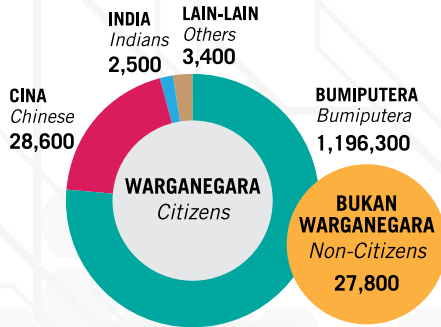 INDIA
Indians
2,500
LAIN-LAIN
Others
3,400
CINA
Chinese
28,600
BUMIPUTERA
Bumiputera
1,196,300
WARGANEGARA
Citizens
BUKAN
WARGANEGARA
Non-Citizens
27,800